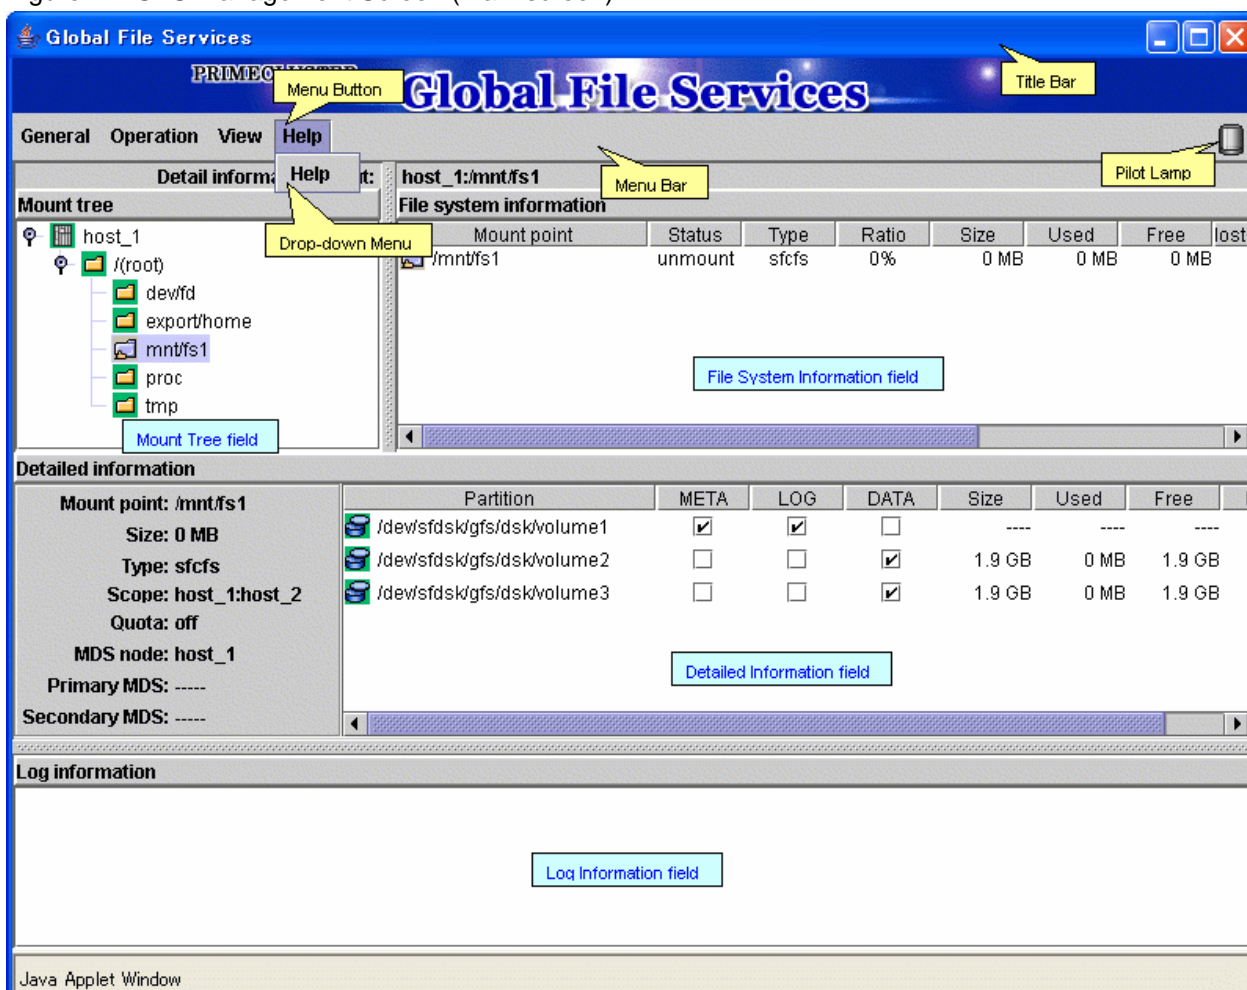 Global File Services
Global File Services
Menu Button
Title Bar
General Operation View Help
Help
Menu Bar
Pilot Lamp
Detail
host_1:/mnt/fs1
Mount tree
File system information
Drop-down Menu
Mount point Status Type Ratio Size Used Free
/mnt/fs1 unmount sfcfs 0% 0 MB 0 MB 0 MB
host_1
/(root)
dev/fd
export/home
mnt/fs1
proc
tmp
File System Information field
Mount Tree field
Detailed information
Mount point: /mnt/fs1
Size: 0 MB
Type: sfcfs
Scope: host_1:host_2
Quota: off
MDS node: host_1
Primary MDS: -----
Secondary MDS: -----
Partition META LOG DATA Size Used Free
/dev/sfdsk/gfs/dsk/volume1 ---- ---- ----
/dev/sfdsk/gfs/dsk/volume2 1.9 GB 0 MB 1.9 GB
/dev/sfdsk/gfs/dsk/volume3 1.9 GB 0 MB 1.9 GB
Detailed Information field
Log information
Log Information field
Java Applet Window